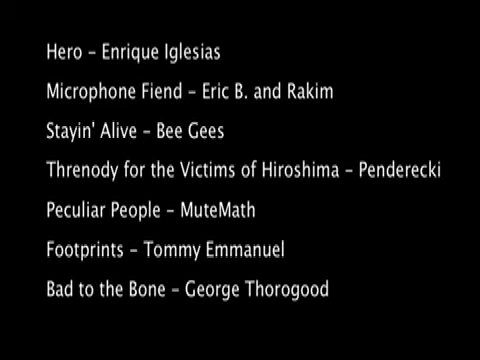 Hero – Enrique Iglesias
Microphone Fiend – Eric B. and Rakim
Stayin' Alive – Bee Gees
Threnody for the Victims of Hiroshima – Penderecki
Peculiar People – MuteMath
Footprints – Tommy Emmanuel
Bad to the Bone – George Thorogood